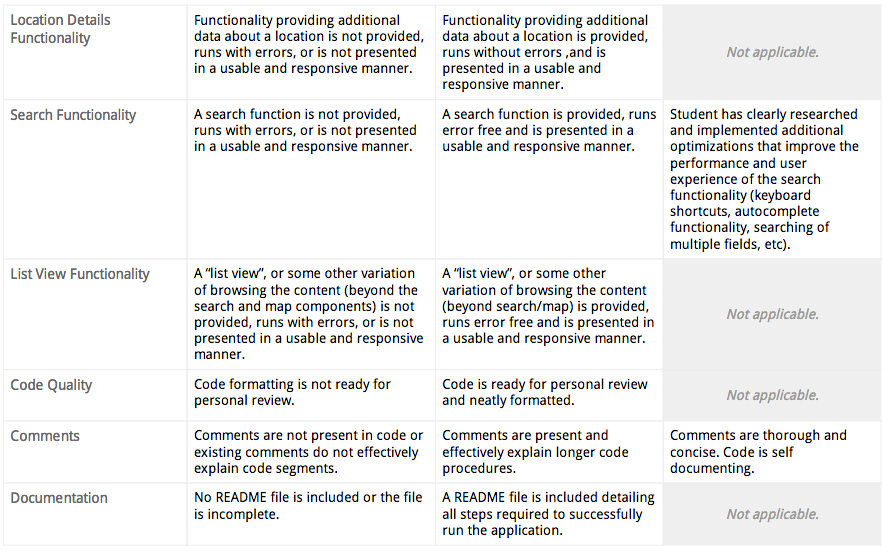 Location Details
Functionality
Functionality providing additional
data about a location is not provided,
runs with errors, or is not presented
in a usable and responsive manner.
Functionality providing additional
data about a location is provided,
runs without errors ,and is
presented in a usable and
responsive manner.
Not applicable.
Search Functionality
A search function is not provided,
runs with errors, or is not presented
in a usable and responsive manner.
A search function is provided, runs
error free and is presented in a
usable and responsive manner.
Student has clearly researched
and implemented additional
optimizations that improve the
performance and user
experience of the search
functionality (keyboard
shortcuts, autocomplete
functionality, searching of
multiple fields, etc).
List View Functionality
A “list view”, or some other variation
of browsing the content (beyond the
search and map components) is not
provided, runs with errors, or is not
presented in a usable and responsive
manner.
A “list view”, or some other
variation of browsing the content
(beyond search/map) is provided,
runs error free and is presented in
a usable and responsive manner.
Not applicable.
Code Quality
Code formatting is not ready for
personal review.
Code is ready for personal review
and neatly formatted.
Not applicable.
Comments
Comments are not present in code or
existing comments do not effectively
explain code segments.
Comments are present and
effectively explain longer code
procedures.
Comments are thorough and
concise. Code is self
documenting.
Documentation
No README file is included or the file
is incomplete.
A README file is included detailing
all steps required to successfully
run the application.
Not applicable.